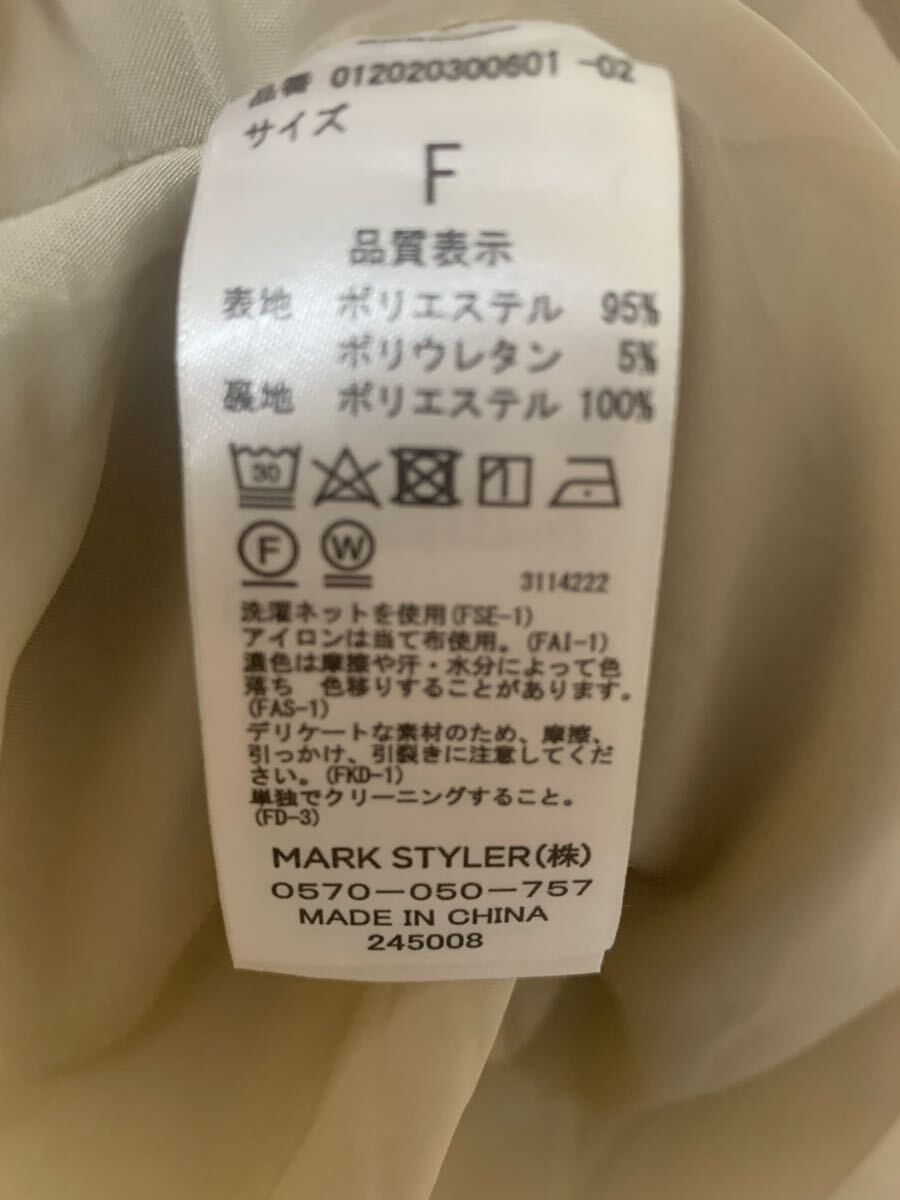 品番 012020300601 -02
サイズ
F
品質表示
表地 ポリエステル 95%
ポリウレタン 5%
裏地 ポリエステル 100%
30
F W
3114222
洗濯ネットを使用(FSE-1)
アイロンは当て布使用。(FAI-1)
濃色は摩擦や汗・水分によって色
落ち 色移りすることがあります。
(FAS-1)
デリケートな素材のため、摩擦、
引っかけ、引裂きに注意してくだ
さい。(FKD-1)
単独でクリーニングすること。
(FD-3)
MARK STYLER(株)
0570-050-757
MADE IN CHINA
245008